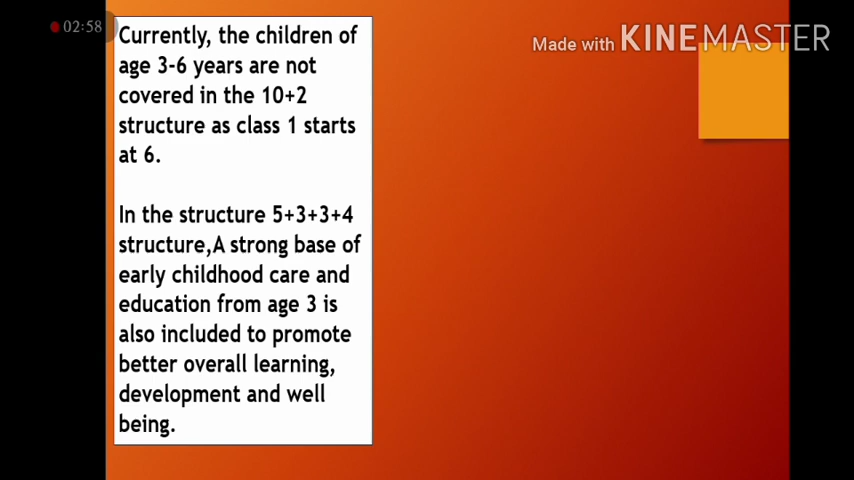 02:58
Made with KINEMASTER
Currently, the children of
age 3-6 years are not
covered in the 10+2
structure as class 1 starts
at 6.
In the structure 5+3+3+4
structure,A strong base of
early childhood care and
education from age 3 is
also included to promote
better overall learning,
development and well
being.